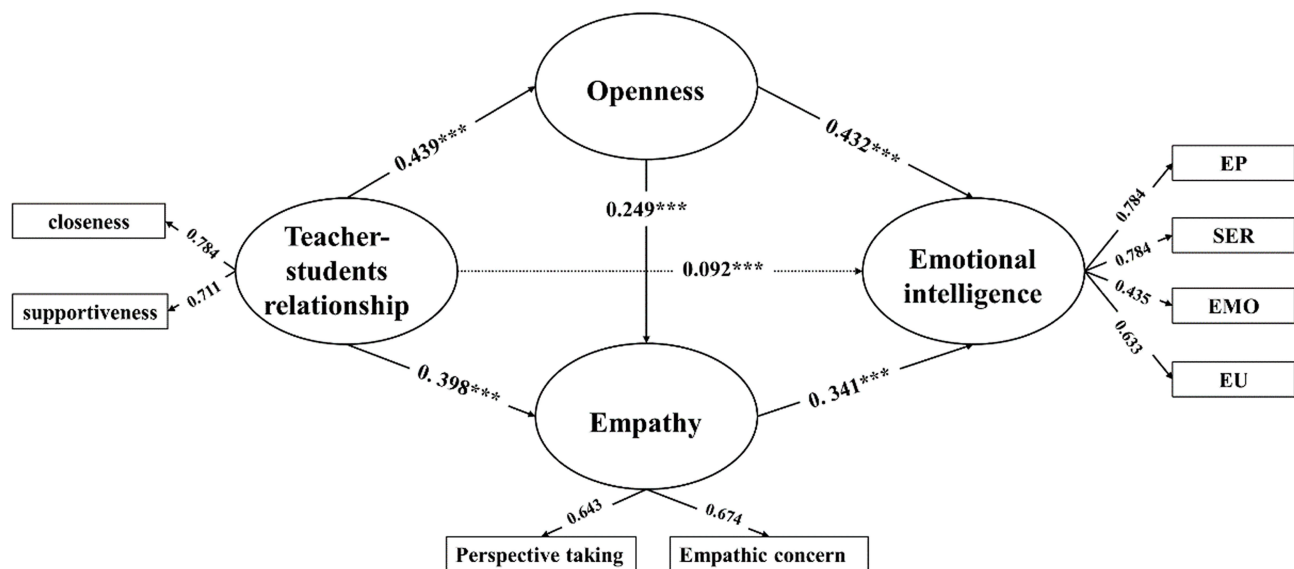 Openness
0.439***
0.432***
EP
0.784
closeness
0.784
0.249***
SER
0.784
Teacher-
students
relationship
0.092***
Emotional
intelligence
supportiveness
0.711
EMO
0.435
EU
0.633
0. 398***
0. 341***
Empathy
0.643
0.674
Perspective taking
Empathic concern